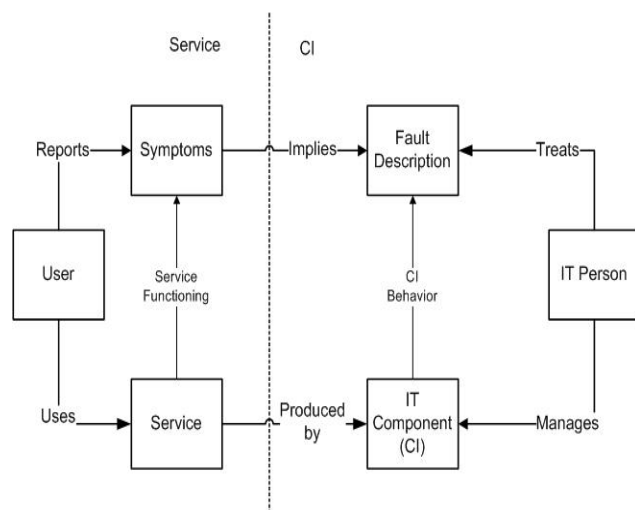 Service
CI
Reports
Symptoms
Implies
Fault
Description
Treats
User
Service
Functioning
CI
Behavior
IT Person
Uses
Service
Produced
by
IT
Component
(CI)
Manages